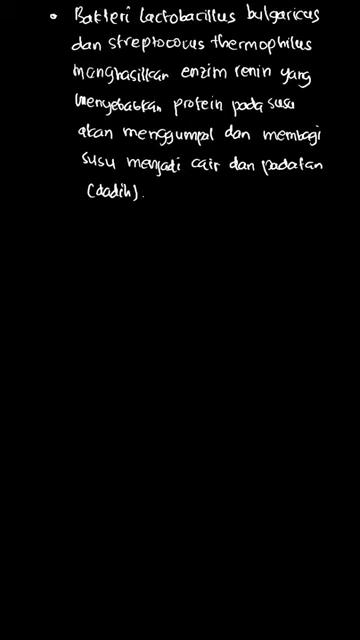 • Bakteri Lactobacillus bulgaricus
dan streptococus thermophilus
menghasilkan enzim renin yang
menyebabkan protein pada susu
akan menggumpal dan membagi
susu menjadi cair dan padatan
(dadih).